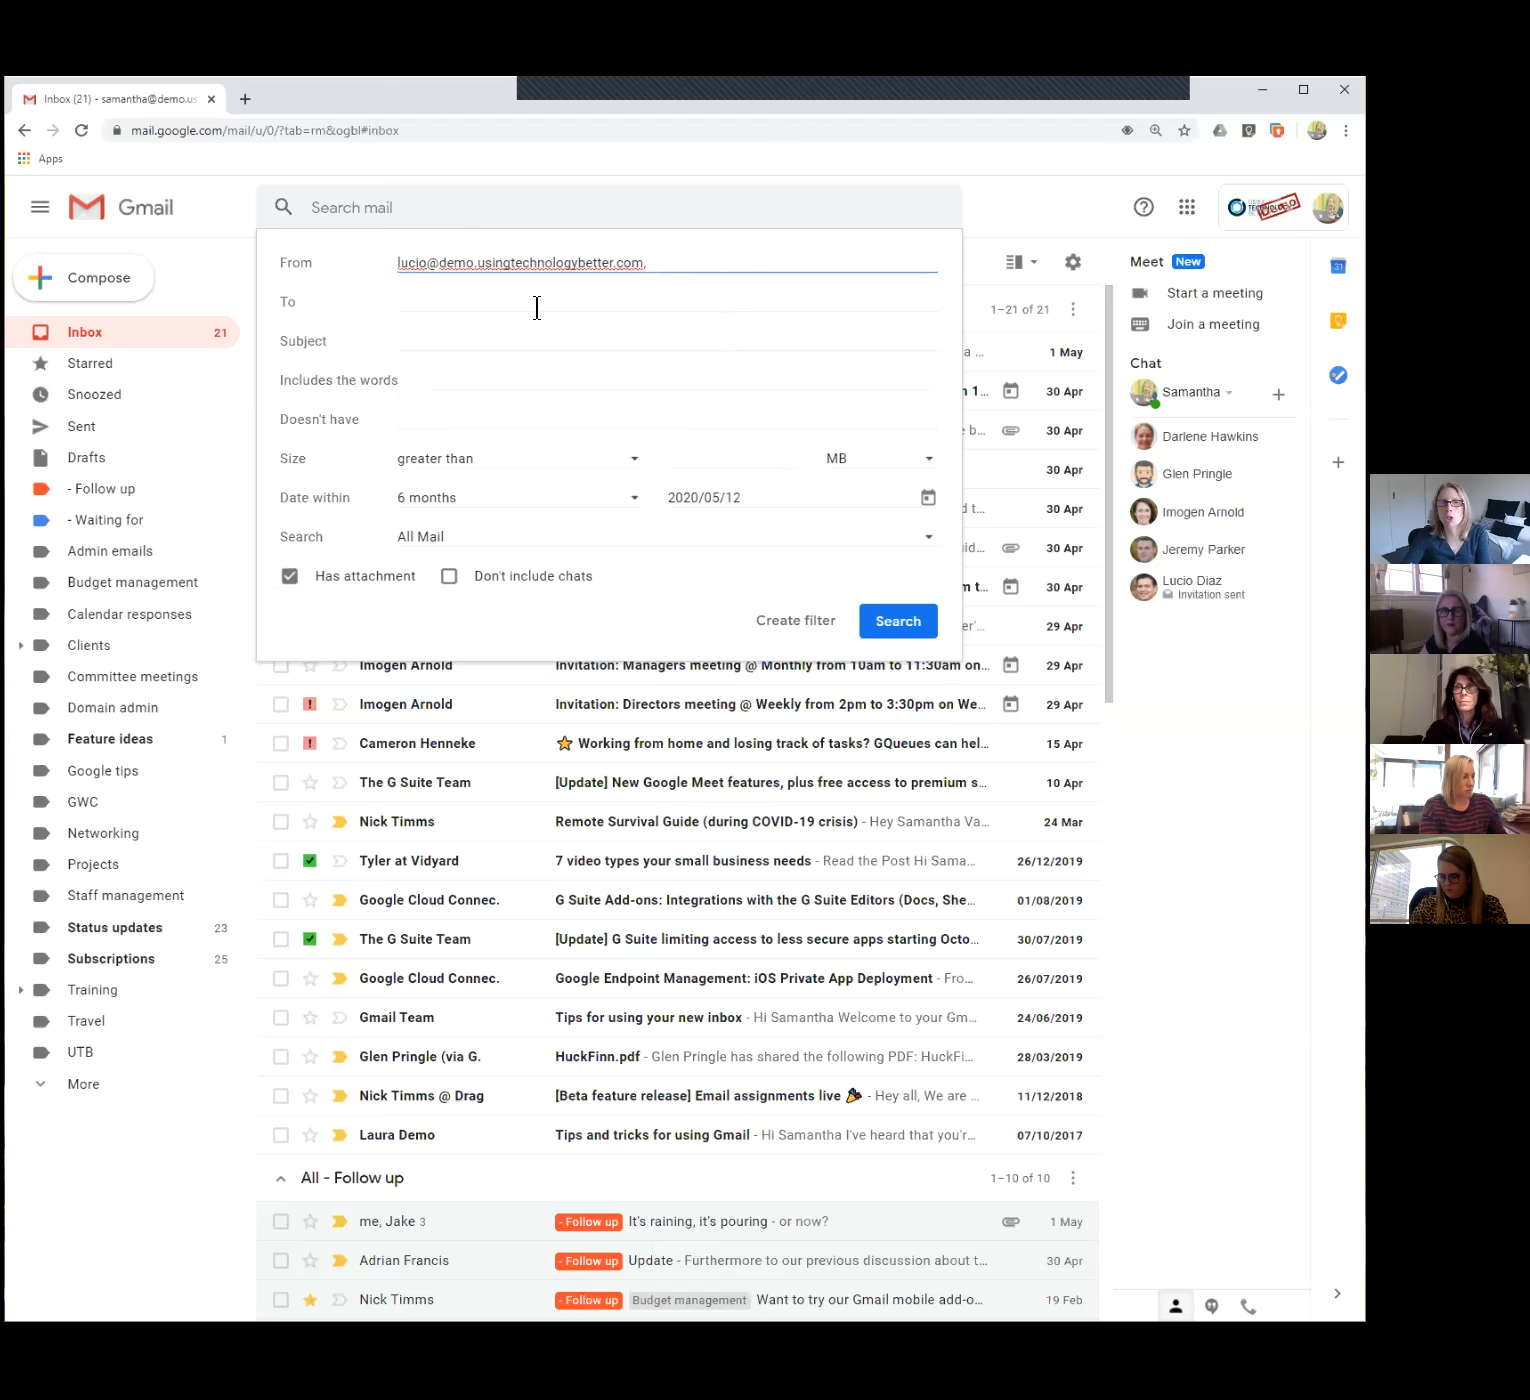 Inbox (21) - samantha@demo.us
mail.google.com/mail/u/0/?tab=rm&ogbl#inbox
Apps
Gmail
Search mail
Compose
Inbox 21
Starred
Snoozed
Sent
Drafts
- Follow up
- Waiting for
Admin emails
Budget management
Calendar responses
Clients
Committee meetings
Domain admin
Feature ideas 1
Google tips
GWC
Networking
Projects
Staff management
Status updates 23
Subscriptions 25
Training
Travel
UTB
More
From lucio@demo.usingtechnologybetter.com,
To
Subject
Includes the words
Doesn't have
Size greater than MB
Date within 6 months 2020/05/12
Search All Mail
Has attachment Don't include chats
Create filter Search
1–21 of 21
a ... 1 May
1... 30 Apr
b... 30 Apr
30 Apr
d t... 30 Apr
id... 30 Apr
t... 30 Apr
er'... 29 Apr
Imogen Arnold Invitation: Managers meeting @ Monthly from 10am to 11:30am on... 29 Apr
Imogen Arnold Invitation: Directors meeting @ Weekly from 2pm to 3:30pm on We... 29 Apr
Cameron Henneke Working from home and losing track of tasks? GQueues can hel... 15 Apr
The G Suite Team [Update] New Google Meet features, plus free access to premium s... 10 Apr
Nick Timms Remote Survival Guide (during COVID-19 crisis) - Hey Samantha Va... 24 Mar
Tyler at Vidyard 7 video types your small business needs - Read the Post Hi Sama... 26/12/2019
Google Cloud Connec. G Suite Add-ons: Integrations with the G Suite Editors (Docs, She... 01/08/2019
The G Suite Team [Update] G Suite limiting access to less secure apps starting Octo... 30/07/2019
Google Cloud Connec. Google Endpoint Management: iOS Private App Deployment - Fro... 26/07/2019
Gmail Team Tips for using your new inbox - Hi Samantha Welcome to your Gm... 24/06/2019
Glen Pringle (via G. HuckFinn.pdf - Glen Pringle has shared the following PDF: HuckFi... 28/03/2019
Nick Timms @ Drag [Beta feature release] Email assignments live - Hey all, We are ... 11/12/2018
Laura Demo Tips and tricks for using Gmail - Hi Samantha I've heard that you'r... 07/10/2017
All - Follow up 1–10 of 10
me, Jake 3 - Follow up It's raining, it's pouring - or now? 1 May
Adrian Francis - Follow up Update - Furthermore to our previous discussion about t... 30 Apr
Nick Timms - Follow up Budget management Want to try our Gmail mobile add-o... 19 Feb
Meet New
Start a meeting
Join a meeting
Chat
Samantha
Darlene Hawkins
Glen Pringle
Imogen Arnold
Jeremy Parker
Lucio Diaz
Invitation sent